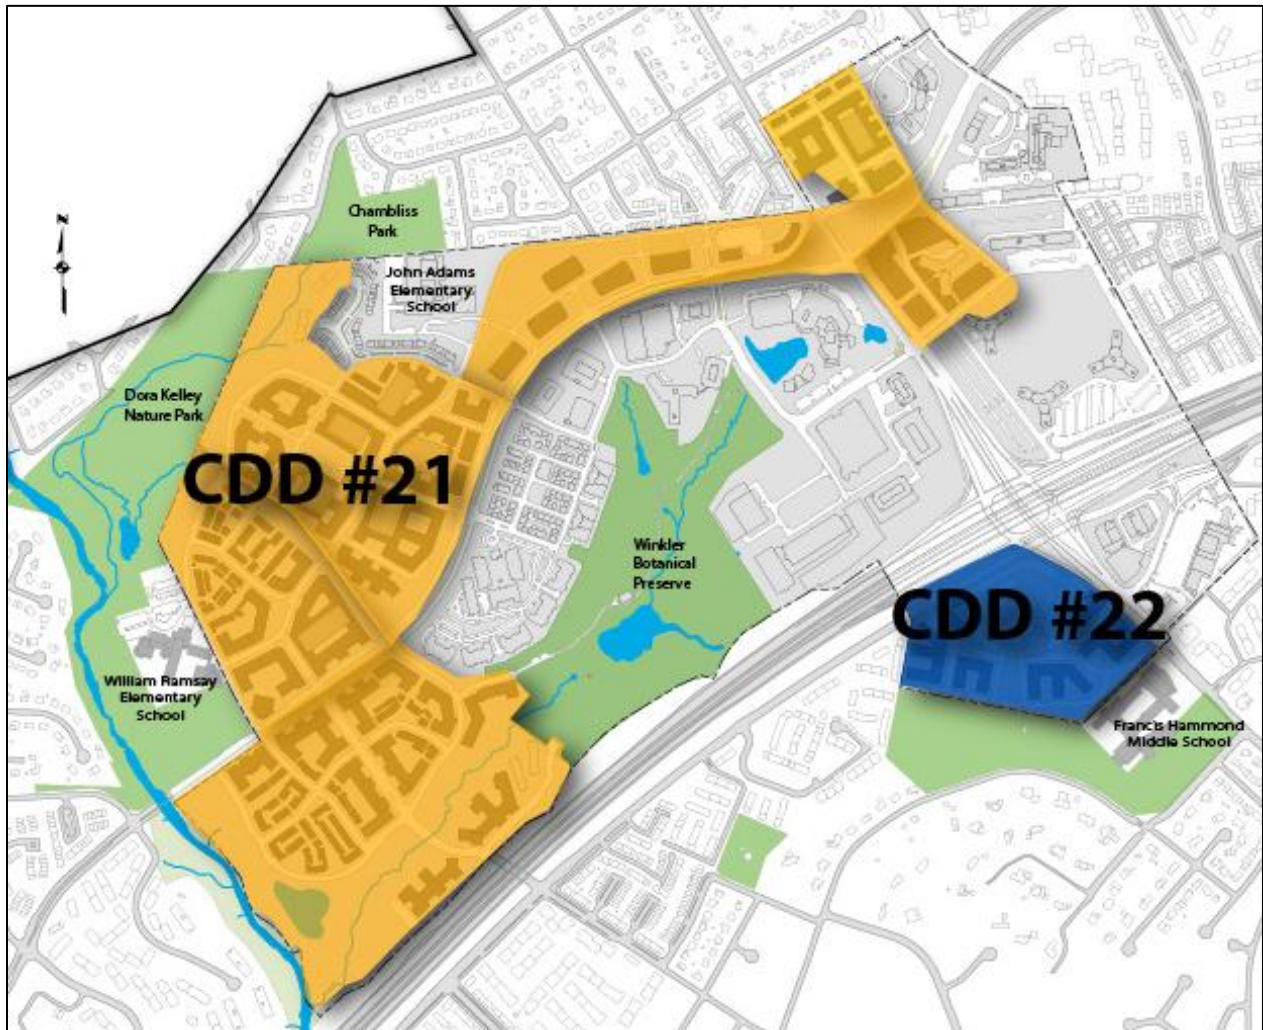 Chambliss
Park
N
John Adams
Elementary
School
Dora Kelley
Nature Park
CDD #21
Winkler
Botanical
Preserve
CDD #22
William Ramsay
Elementary
School
Francis Hammond
Middle School